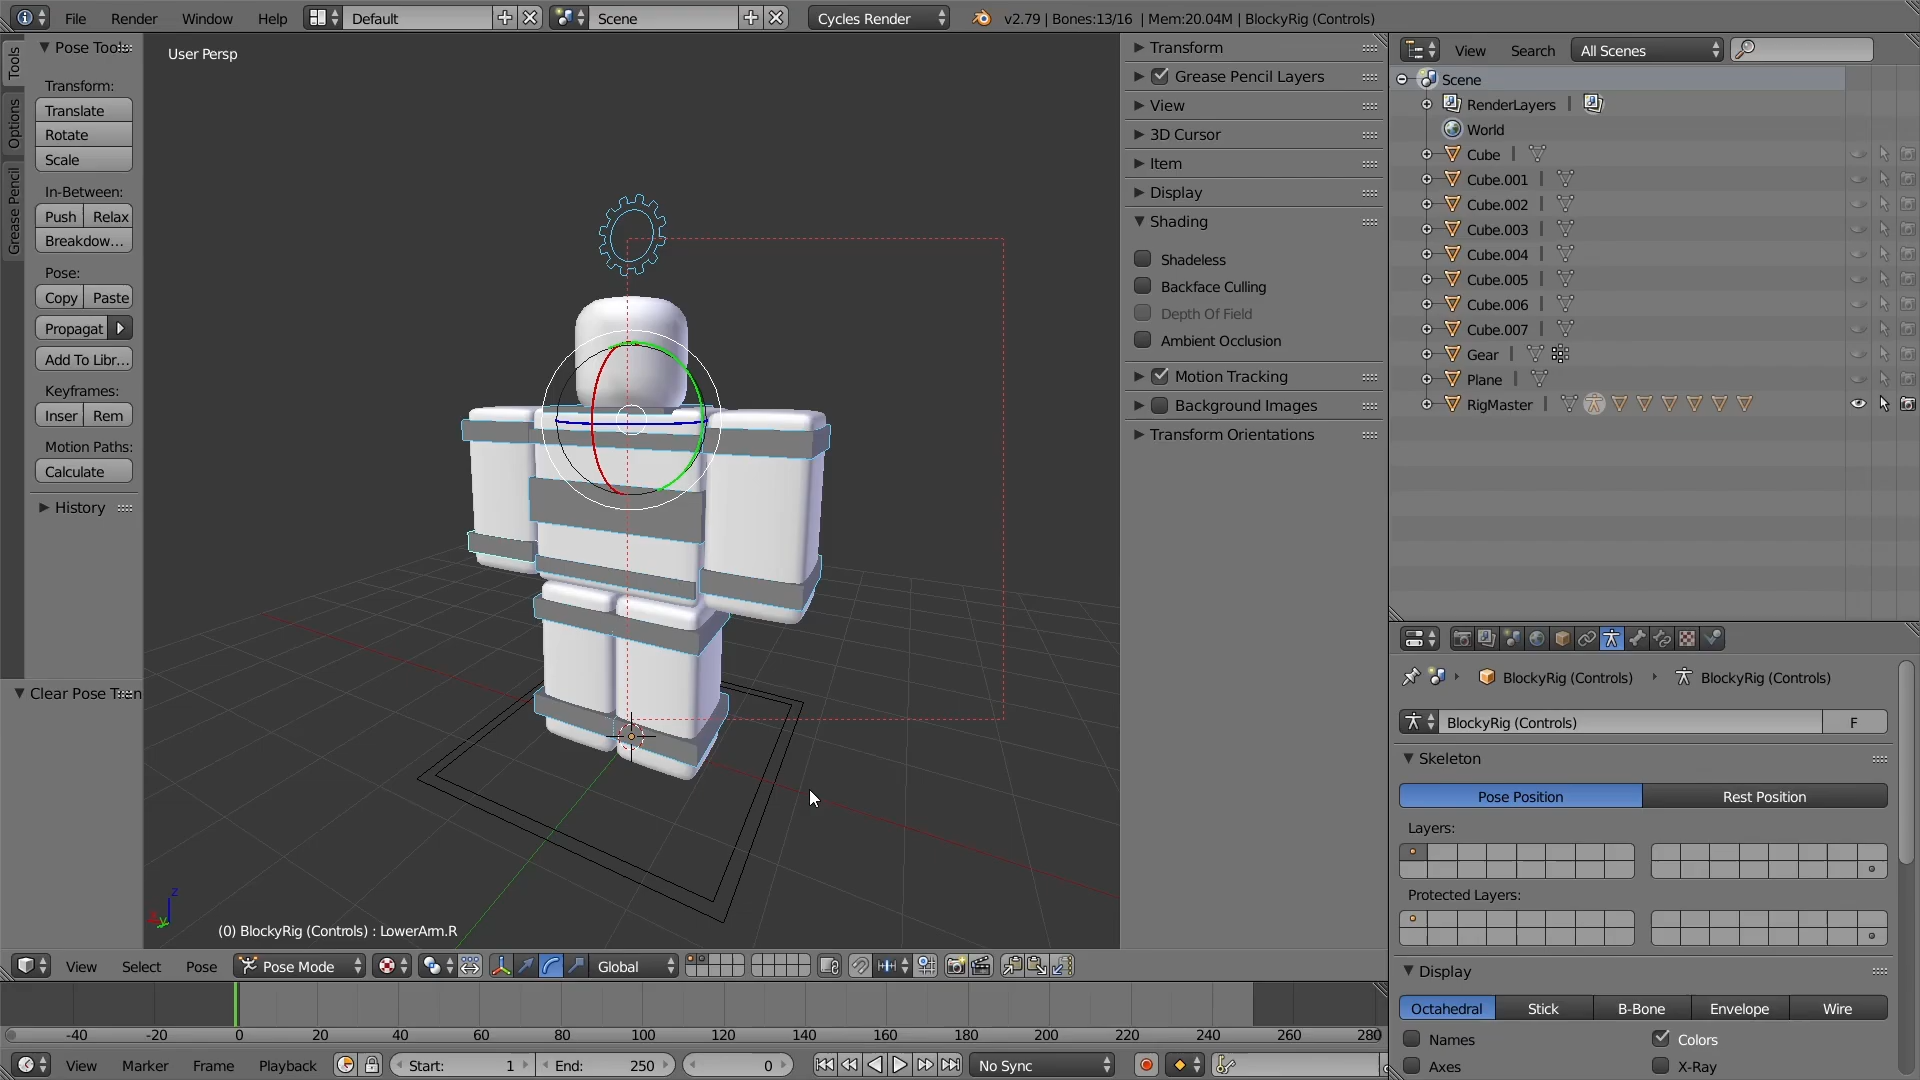 File Render Window Help Default Scene Cycles Render v2.79 | Bones:13/16 | Mem:20.04M | BlockyRig (Controls)
Tools
Options
Grease Pencil
Pose Tools
Transform:
Translate
Rotate
Scale
In-Between:
Push Relax
Breakdow...
Pose:
Copy Paste
Propagat
Add To Libr...
Keyframes:
Inser Rem
Motion Paths:
Calculate
History
Clear Pose Tran
User Persp
z
x
y
(0) BlockyRig (Controls) : LowerArm.R
Transform
Grease Pencil Layers
View
3D Cursor
Item
Display
Shading
Shadeless
Backface Culling
Depth Of Field
Ambient Occlusion
Motion Tracking
Background Images
Transform Orientations
View Search All Scenes
Scene
RenderLayers |
World
Cube |
Cube.001 |
Cube.002 |
Cube.003 |
Cube.004 |
Cube.005 |
Cube.006 |
Cube.007 |
Gear |
Plane |
RigMaster |
BlockyRig (Controls) BlockyRig (Controls)
BlockyRig (Controls) F
Skeleton
Pose Position Rest Position
Layers:
Protected Layers:
Display
Octahedral Stick B-Bone Envelope Wire
Names Colors
Axes X-Ray
View Select Pose Pose Mode Global
-40 -20 0 20 40 60 80 100 120 140 160 180 200 220 240 260 280
View Marker Frame Playback Start: 1 End: 250 0 No Sync